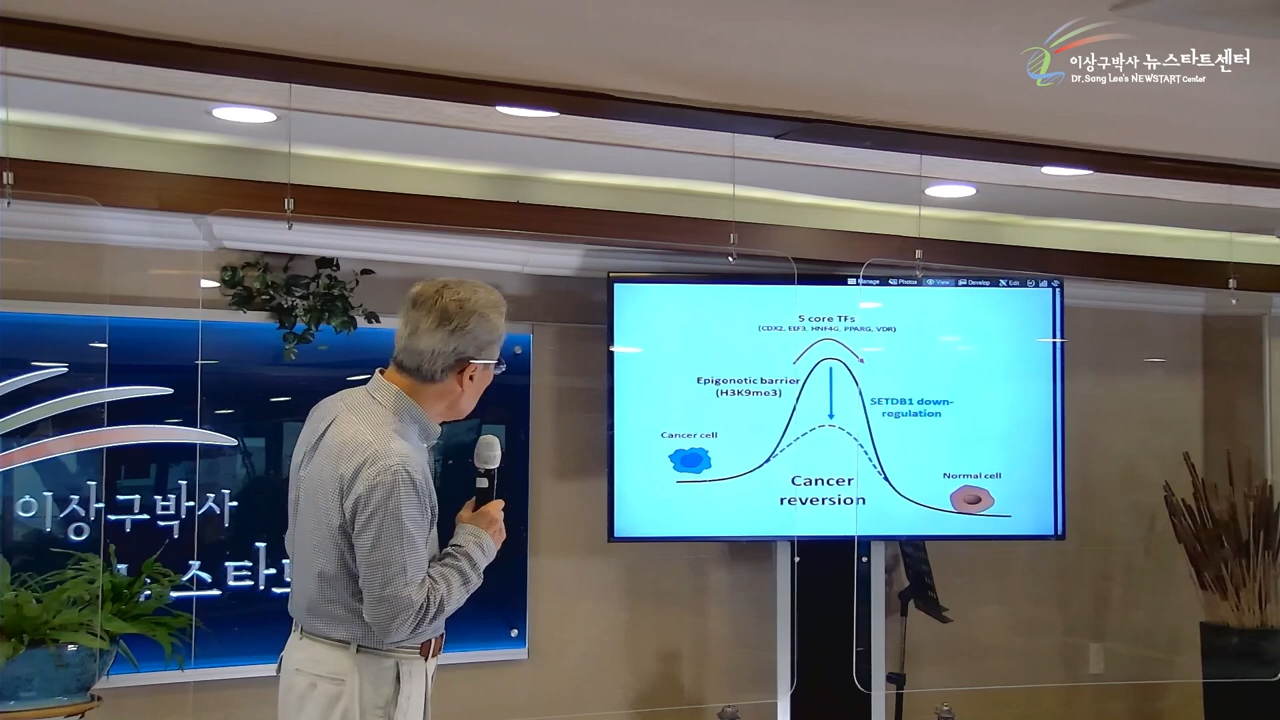 이상구박사 뉴스타트센터
Dr.Sang Lee's NEWSTART Center
Manage Photos View Develop Edit
5 core TFs
(CDX2, ELF3, HNF4G, PPARG, VDR)
Epigenetic barrier
(H3K9me3)
SETDB1 down-
regulation
Cancer cell
Normal cell
Cancer
reversion
이상구박사
뉴스타트